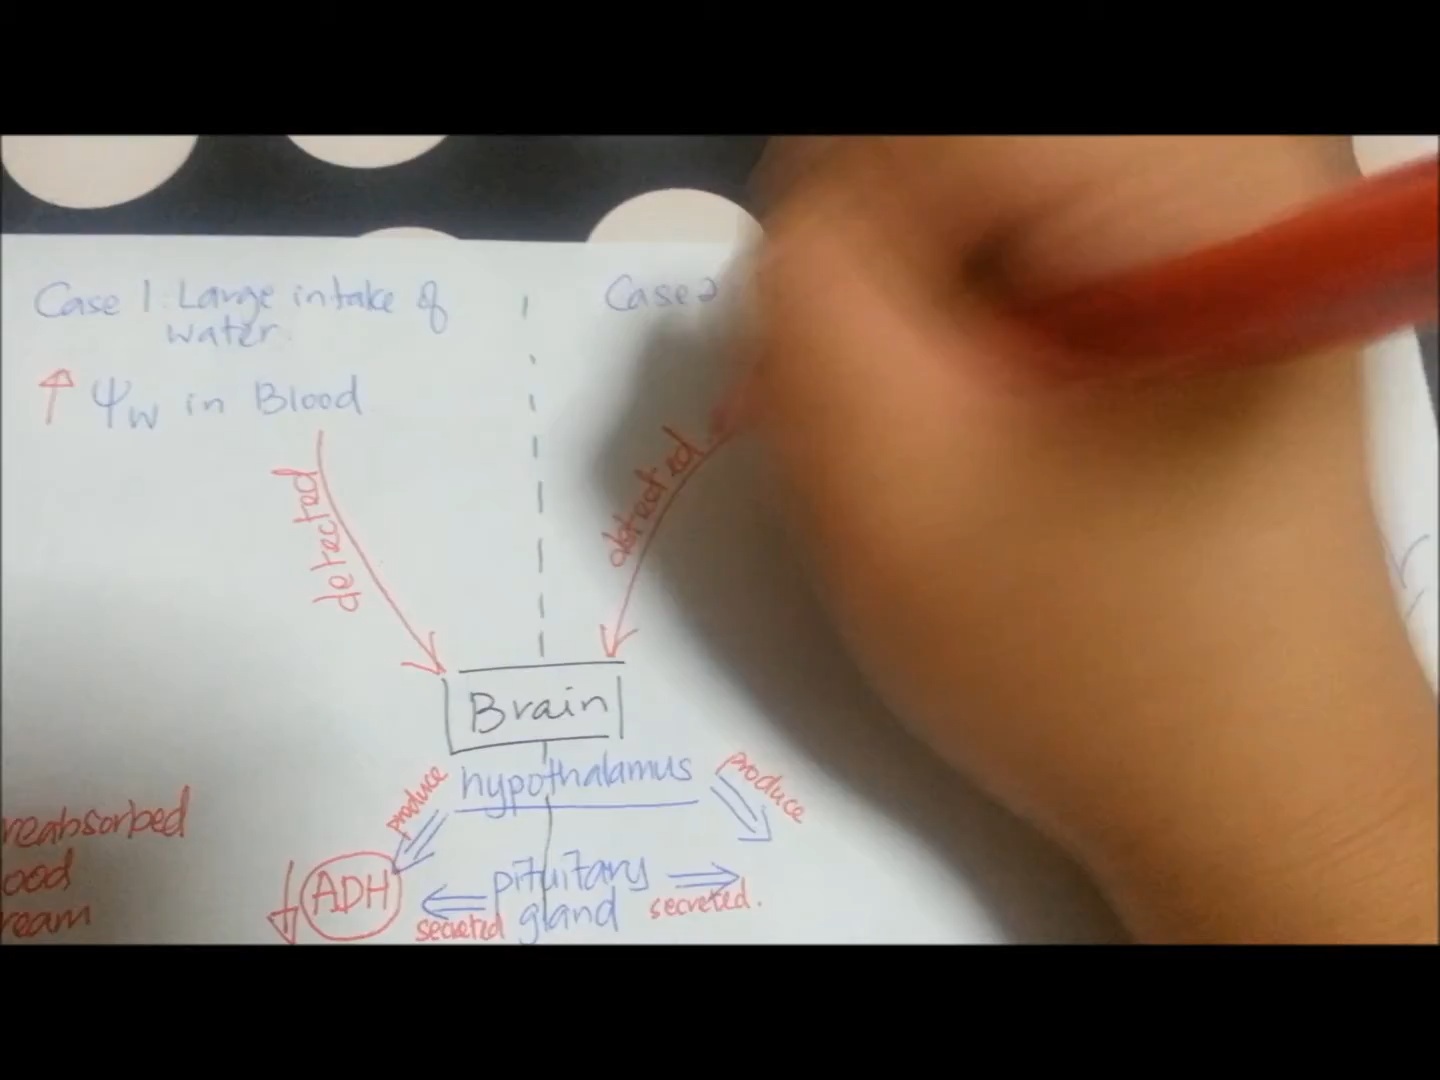 Case 1 Large intake of
water.
Case 2
↑ Ψw in Blood
detected
detected
Brain
hypothalamus
produce
produce
reabsorbed
ood
ream
↓ ADH
pituitary
gland
secreted
secreted.